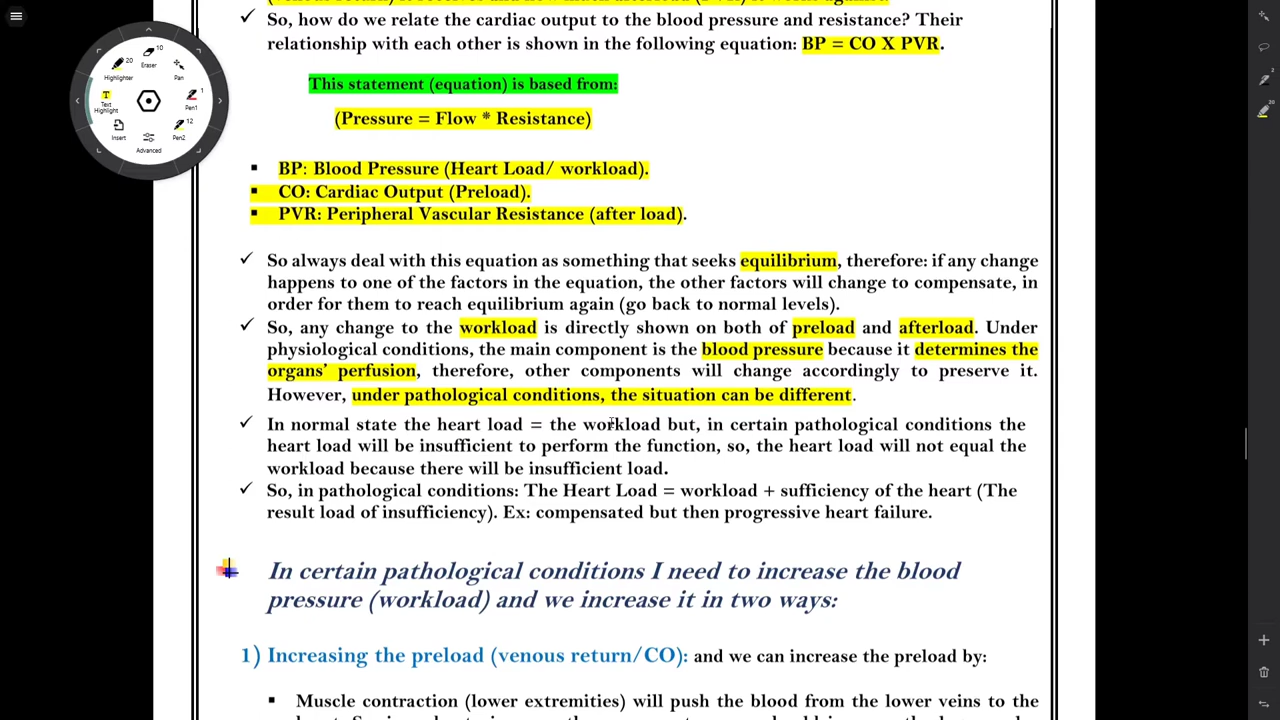 So, how do we relate the cardiac output to the blood pressure and resistance? Their
relationship with each other is shown in the following equation: BP = CO X PVR.
This statement (equation) is based from:
(Pressure = Flow * Resistance)
BP: Blood Pressure (Heart Load/ workload).
CO: Cardiac Output (Preload).
PVR: Peripheral Vascular Resistance (after load).
So always deal with this equation as something that seeks equilibrium, therefore: if any change
happens to one of the factors in the equation, the other factors will change to compensate, in
order for them to reach equilibrium again (go back to normal levels).
So, any change to the workload is directly shown on both of preload and afterload. Under
physiological conditions, the main component is the blood pressure because it determines the
organs' perfusion, therefore, other components will change accordingly to preserve it.
However, under pathological conditions, the situation can be different.
In normal state the heart load = the workload but, in certain pathological conditions the
heart load will be insufficient to perform the function, so, the heart load will not equal the
workload because there will be insufficient load.
So, in pathological conditions: The Heart Load = workload + sufficiency of the heart (The
result load of insufficiency). Ex: compensated but then progressive heart failure.
In certain pathological conditions I need to increase the blood
pressure (workload) and we increase it in two ways:
1) Increasing the preload (venous return/CO): and we can increase the preload by:
Muscle contraction (lower extremities) will push the blood from the lower veins to the
20
Highlighter
10
Eraser
Pan
Text
Highlight
1
Pen1
Insert
Advanced
12
Pen2